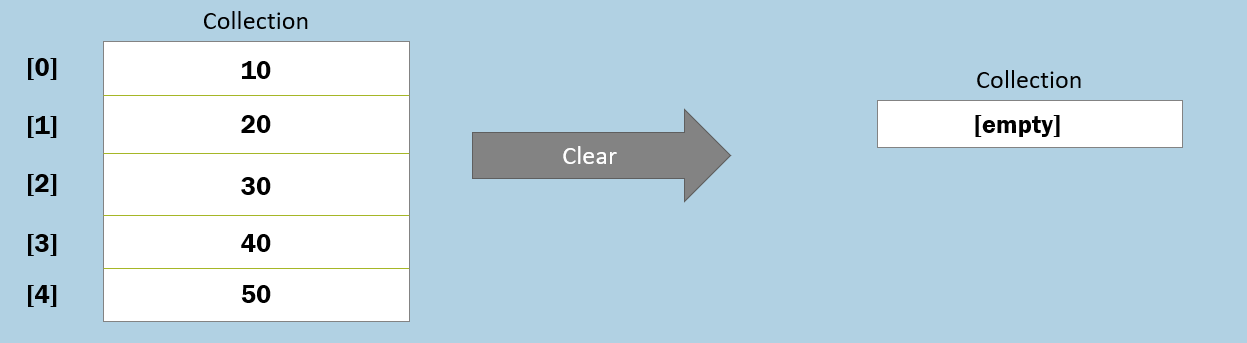 Collection
[0] 10
[1] 20
[2] 30
[3] 40
[4] 50
Clear
Collection
[empty]